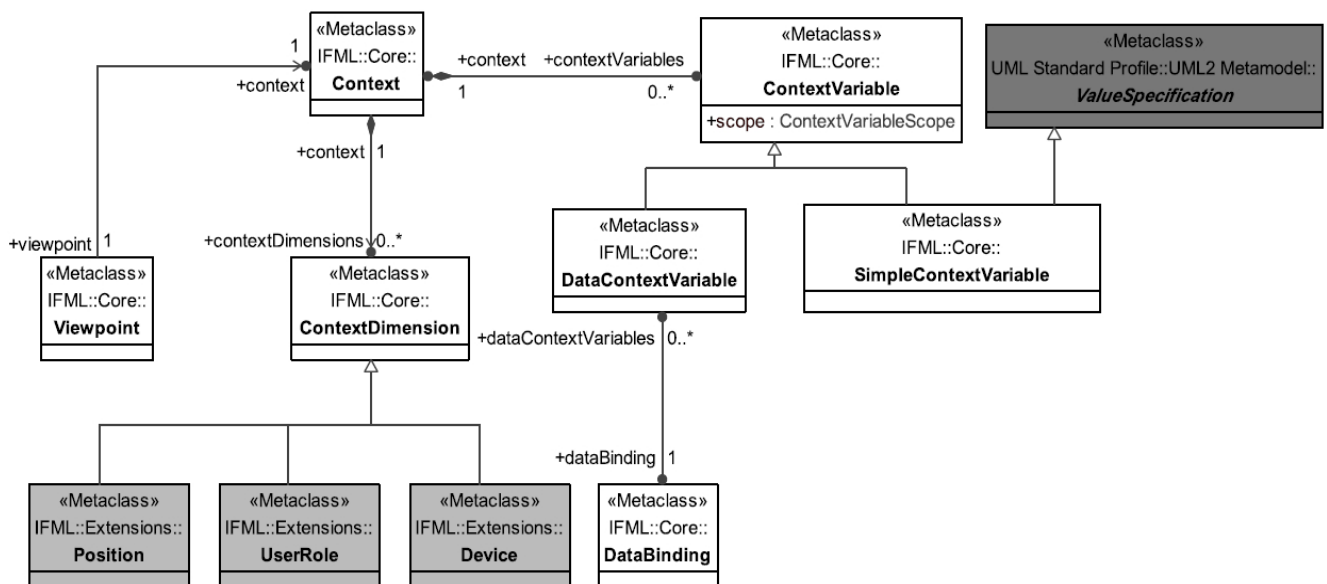 «Metaclass»
IFML::Core::
Context
1
+context
+context
1
+contextVariables
0..*
«Metaclass»
IFML::Core::
ContextVariable
+scope : ContextVariableScope
«Metaclass»
UML Standard Profile::UML2 Metamodel::
ValueSpecification
+context 1
+viewpoint 1
«Metaclass»
IFML::Core::
Viewpoint
+contextDimensions 0..*
«Metaclass»
IFML::Core::
ContextDimension
«Metaclass»
IFML::Core::
DataContextVariable
«Metaclass»
IFML::Core::
SimpleContextVariable
+dataContextVariables 0..*
+dataBinding 1
«Metaclass»
IFML::Extensions::
Position
«Metaclass»
IFML::Extensions::
UserRole
«Metaclass»
IFML::Extensions::
Device
«Metaclass»
IFML::Core::
DataBinding